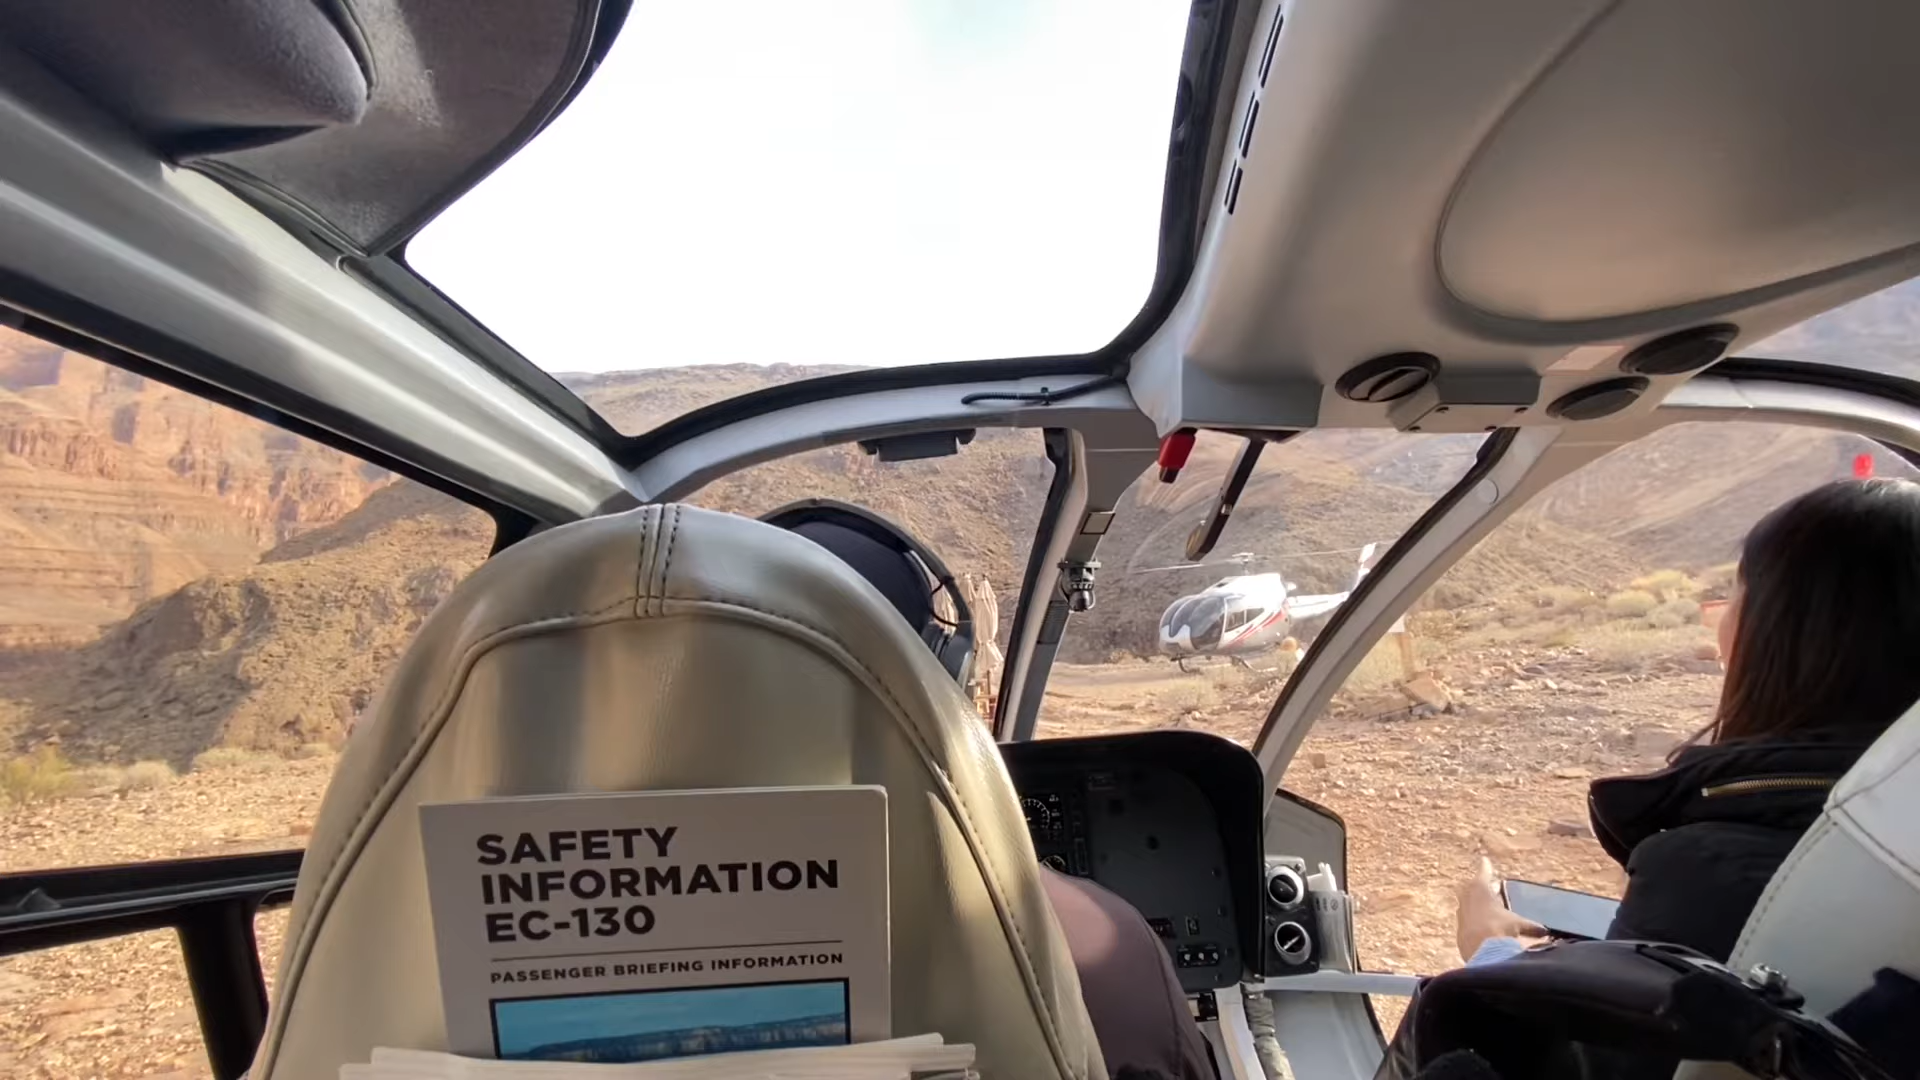 SAFETY
INFORMATION
EC-130
PASSENGER BRIEFING INFORMATION